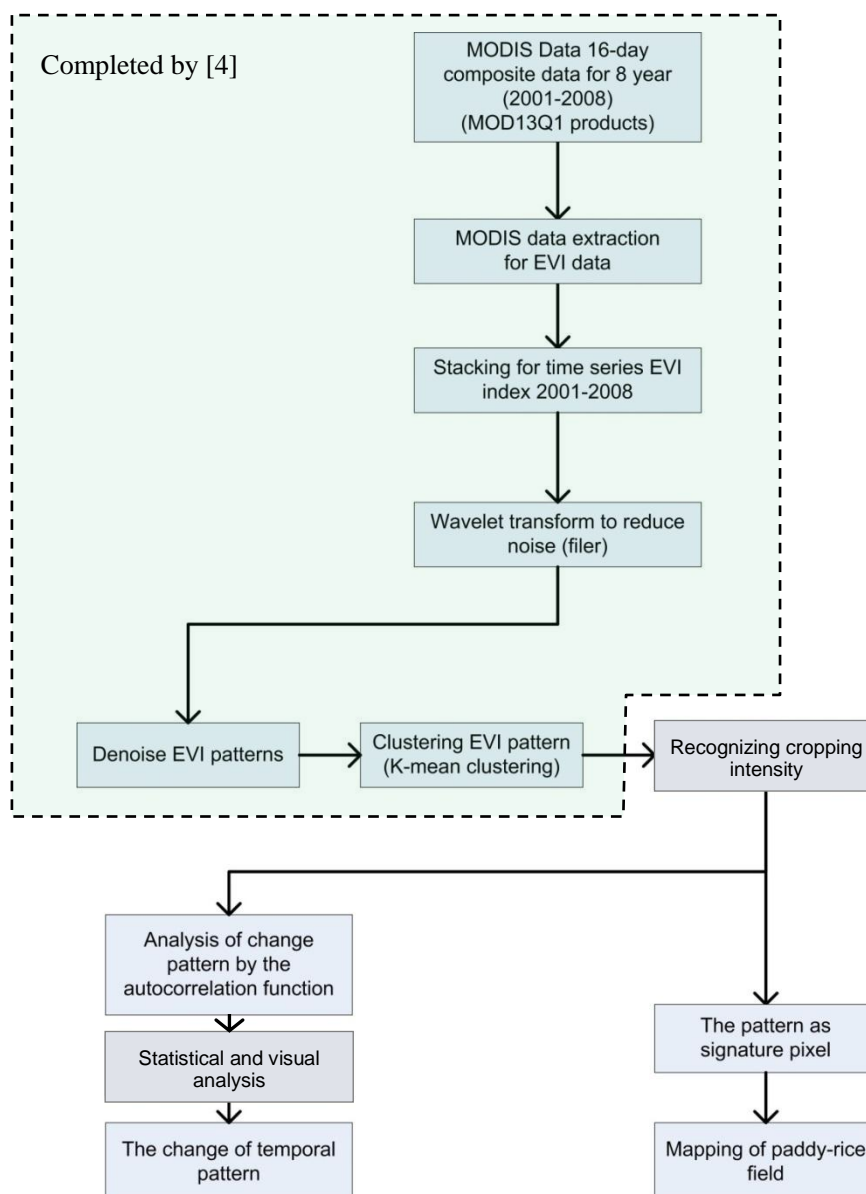 Completed by [4]
MODIS Data 16-day
composite data for 8 year
(2001-2008)
(MOD13Q1 products)
MODIS data extraction
for EVI data
Stacking for time series EVI
index 2001-2008
Wavelet transform to reduce
noise (filer)
Denoise EVI patterns
Clustering EVI pattern
(K-mean clustering)
Recognizing cropping
intensity
Analysis of change
pattern by the
autocorrelation function
Statistical and visual
analysis
The change of temporal
pattern
The pattern as
signature pixel
Mapping of paddy-rice
field